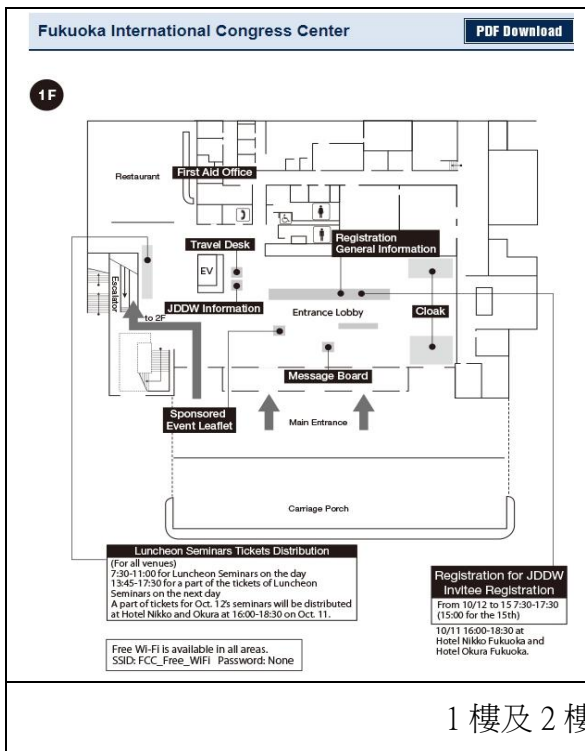 Fukuoka International Congress Center
PDF Download
1F
Restaurant
First Aid Office
Travel Desk
Registration
General Information
EV
Escalator
JDDW Information
Entrance Lobby
Cloak
to 2F
Message Board
Sponsored
Event Leaflet
Main Entrance
Carriage Porch
Luncheon Seminars Tickets Distribution
(For all venues)
7:30-11:00 for Luncheon Seminars on the day
13:45-17:30 for a part of the tickets of Luncheon
Seminars on the next day
A part of tickets for Oct. 12's seminars will be distributed
at Hotel Nikko and Okura at 16:00-18:30 on Oct. 11.
Registration for JDDW
Invitee Registration
From 10/12 to 15 7:30-17:30
(15:00 for the 15th)
10/11 16:00-18:30 at
Hotel Nikko Fukuoka and
Hotel Okura Fukuoka.
Free Wi-Fi is available in all areas.
SSID: FCC_Free_WiFi Password: None
1 樓及 2 樓